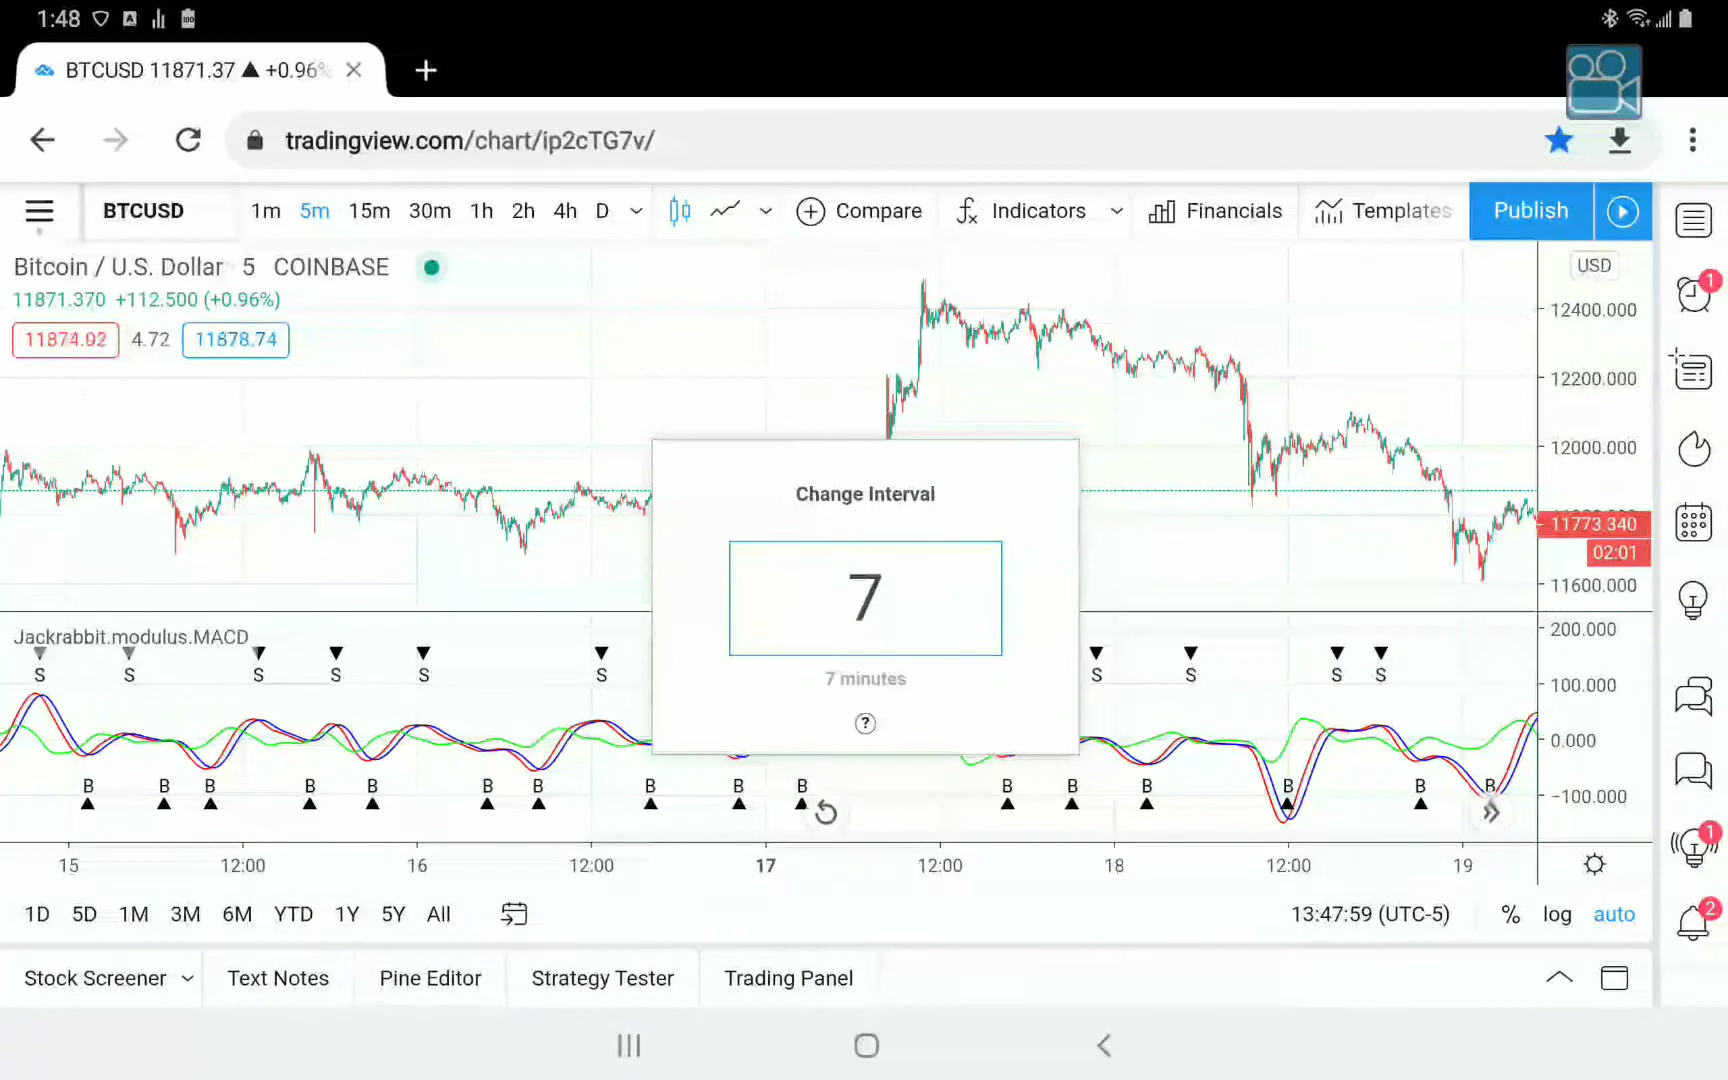 1:48
BTCUSD 11871.37 ▲ +0.96%
tradingview.com/chart/ip2cTG7v/
BTCUSD 1m 5m 15m 30m 1h 2h 4h D Compare Indicators Financials Templates Publish
Bitcoin / U.S. Dollar 5 COINBASE
USD
11871.370 +112.500 (+0.96%)
11874.02 4.72 11878.74
12400.000
12200.000
12000.000
11773.340
02:01
11600.000
Change Interval
7
7 minutes
?
Jackrabbit.modulus.MACD
S S S S S S S S S S
200.000
100.000
0.000
-100.000
B B B B B B B B B B B B B B B B
15 12:00 16 12:00 17 12:00 18 12:00 19
1D 5D 1M 3M 6M YTD 1Y 5Y All 13:47:59 (UTC-5) % log auto
Stock Screener Text Notes Pine Editor Strategy Tester Trading Panel
1
1
2